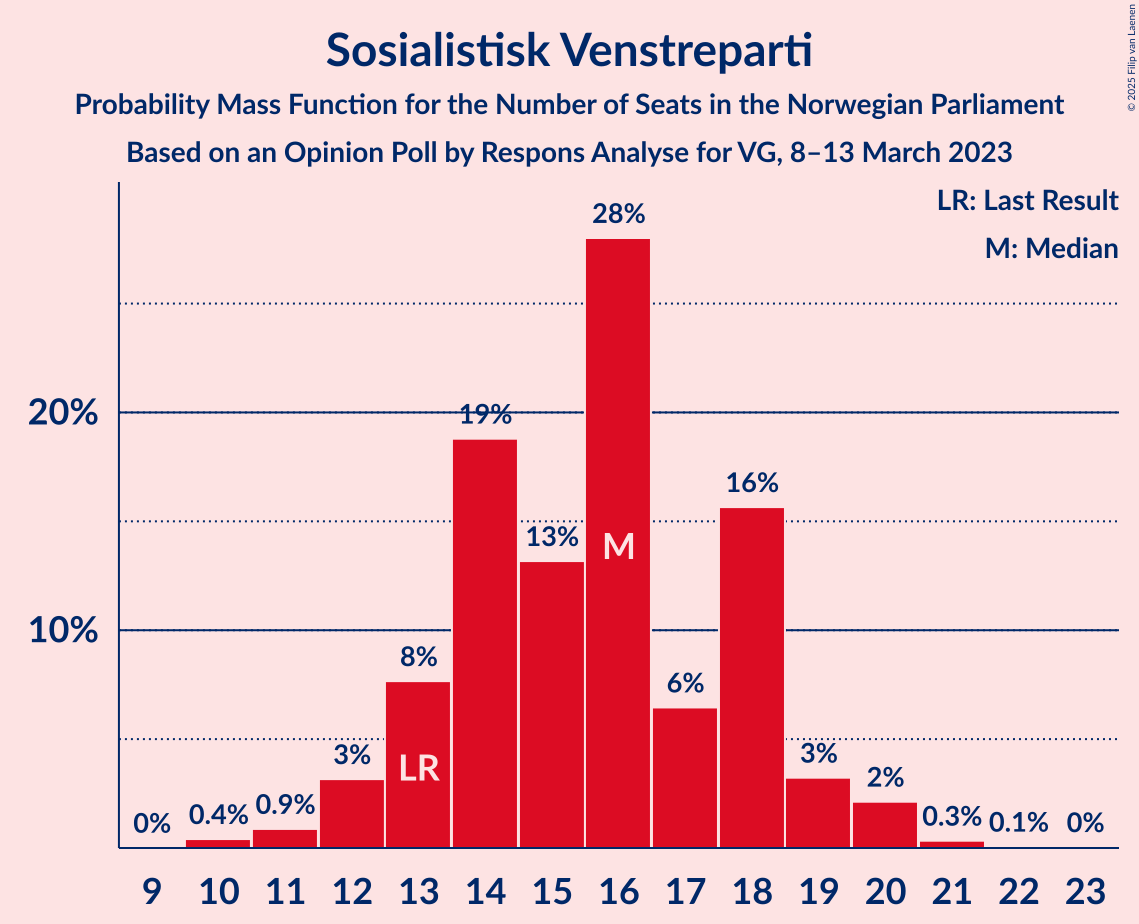 Sosialistisk Venstreparti
Probability Mass Function for the Number of Seats in the Norwegian Parliament
Based on an Opinion Poll by Respons Analyse for VG, 8–13 March 2023
© 2025 Filip van Laenen
LR: Last Result
M: Median
20%
10%
0%
0.4%
0.9%
3%
8%
19%
13%
28%
6%
16%
3%
2%
0.3%
0.1%
0%
LR
M
9 10 11 12 13 14 15 16 17 18 19 20 21 22 23